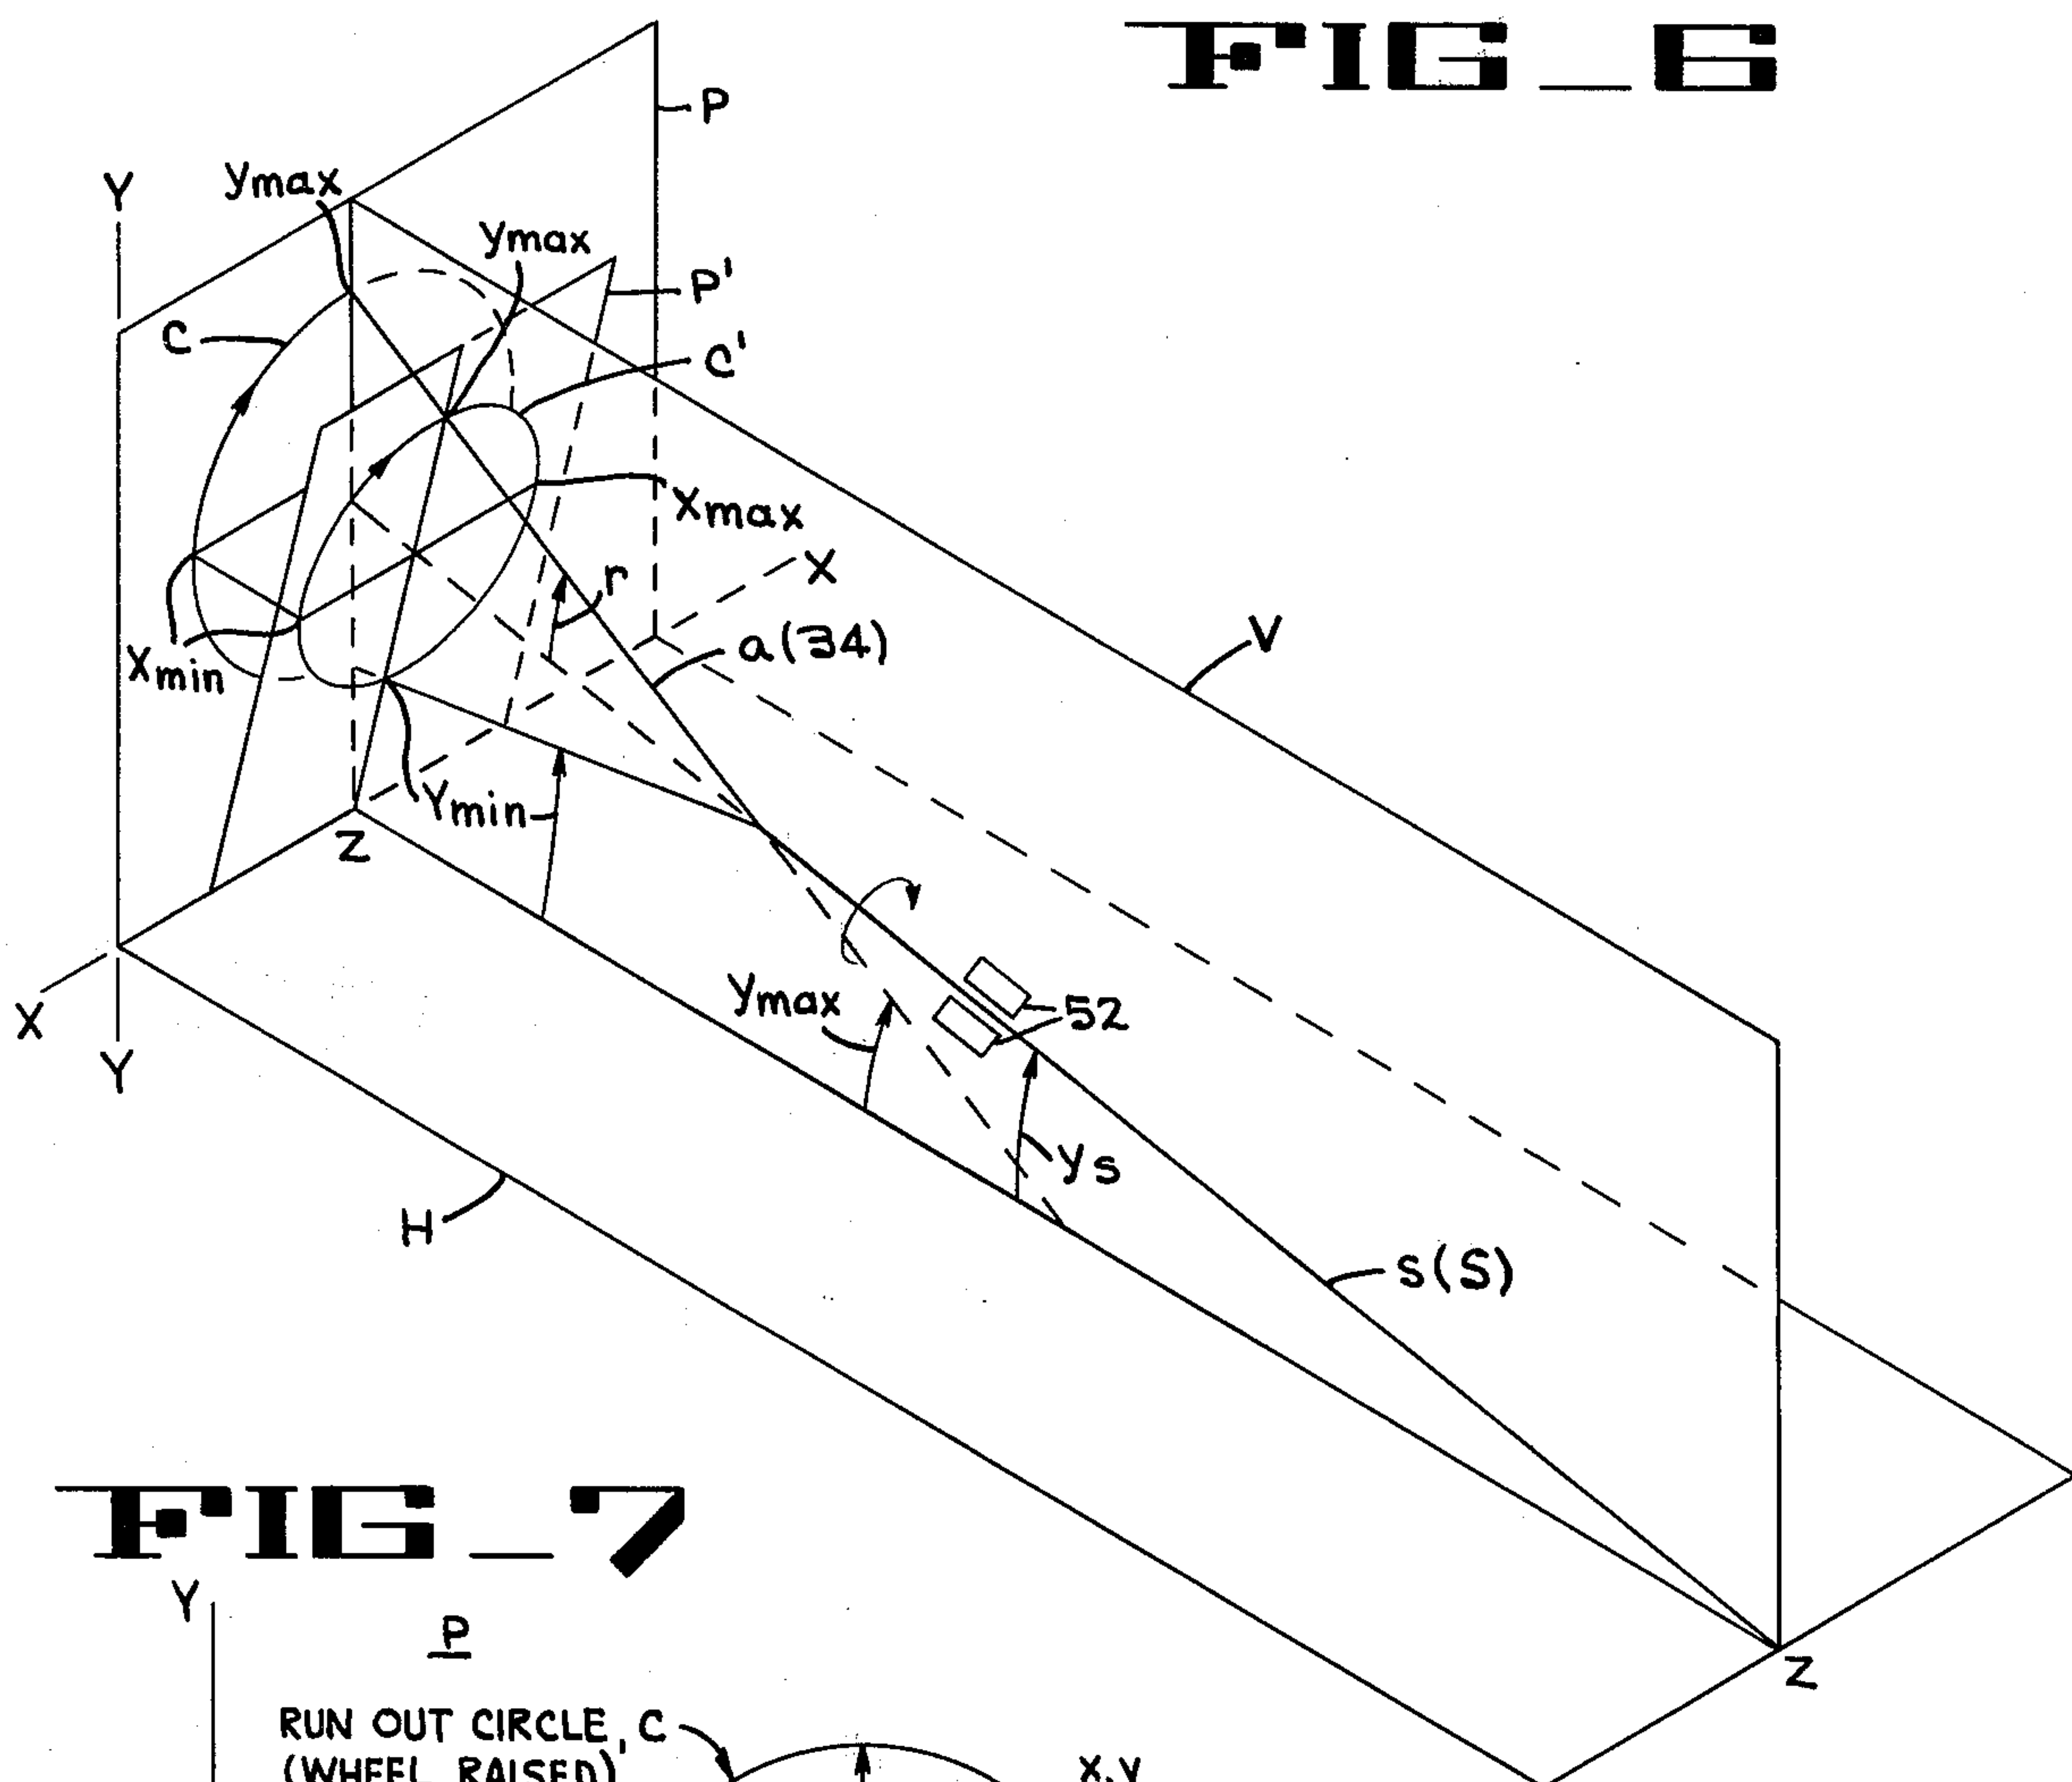 FIG_6
P
Y
ymax
ymax
P'
C
C'
Xmax
X
r
a(34)
V
Xmin
Ymin
Z
ymax
52
X
Y
ys
H
s(S)
FIG_7
Z
Y
P
RUN OUT CIRCLE, C
(WHEEL RAISED)
X,Y